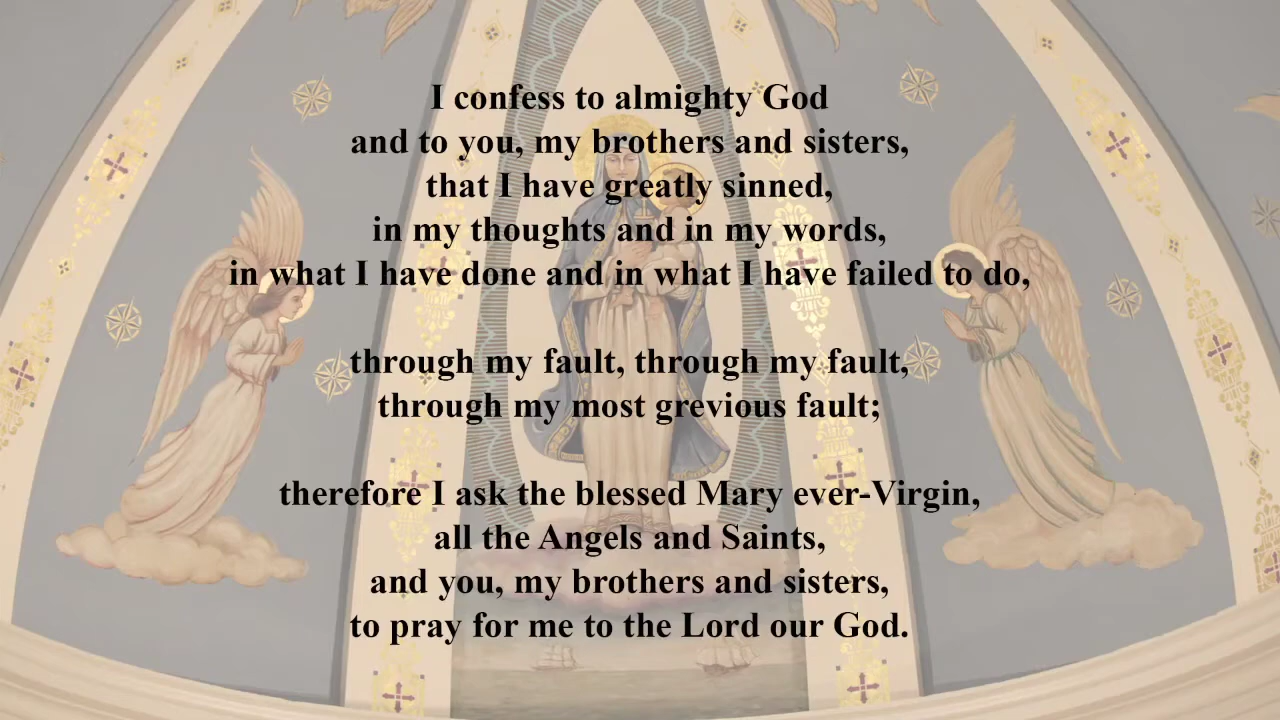 I confess to almighty God
and to you, my brothers and sisters,
that I have greatly sinned,
in my thoughts and in my words,
in what I have done and in what I have failed to do,
through my fault, through my fault,
through my most grevious fault;
therefore I ask the blessed Mary ever-Virgin,
all the Angels and Saints,
and you, my brothers and sisters,
to pray for me to the Lord our God.